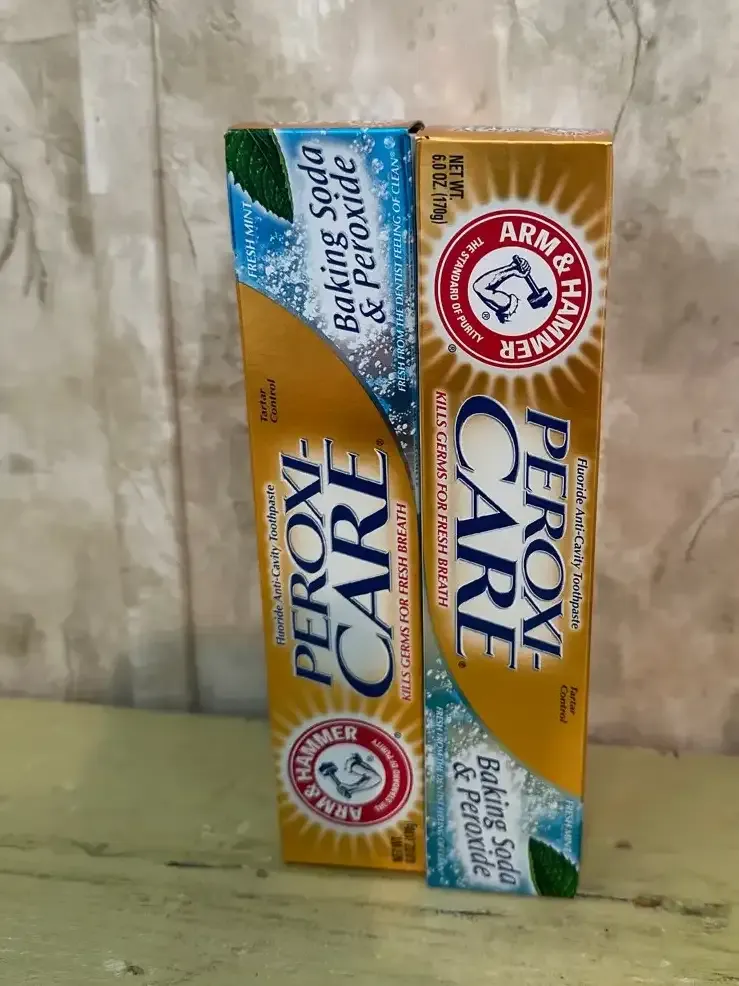 FRESH MINT
Baking Soda
& Peroxide
FRESH FROM THE DENTIST FEELING OF CLEAN®
Tartar
Control
Fluoride Anti-Cavity Toothpaste
PEROXI-
CARE®
KILLS GERMS FOR FRESH BREATH
ARM & HAMMER
THE STANDARD OF PURITY
®
NET WT.
6.0 OZ. (170g)
ARM & HAMMER
THE STANDARD OF PURITY
®
®
Fluoride Anti-Cavity Toothpaste
PEROXI-
CARE®
KILLS GERMS FOR FRESH BREATH
Tartar
Control
FRESH MINT
Baking Soda
& Peroxide
FRESH FROM THE DENTIST FEELING OF